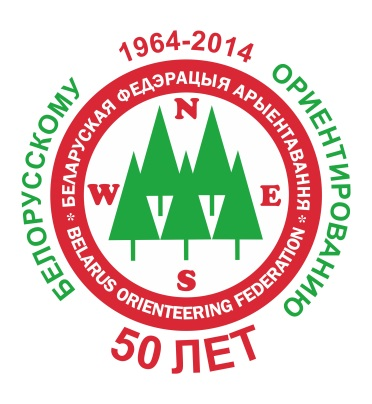 1964-2014
БЕЛОРУССКОМУ ОРИЕНТИРОВАНИЮ
* БЕЛАРУСКАЯ ФЕДЭРАЦЫЯ АРЫЕНТАВАННЯ *
BELARUS ORIENTEERING FEDERATION
N
W E
S
50 ЛЕТ